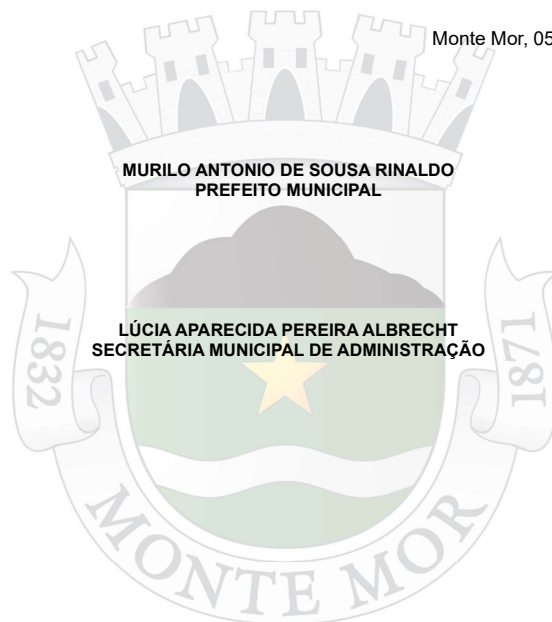 Monte Mor, 05
MURILO ANTONIO DE SOUSA RINALDO
PREFEITO MUNICIPAL
LÚCIA APARECIDA PEREIRA ALBRECHT
SECRETÁRIA MUNICIPAL DE ADMINISTRAÇÃO
1832
1871
MONTE MOR